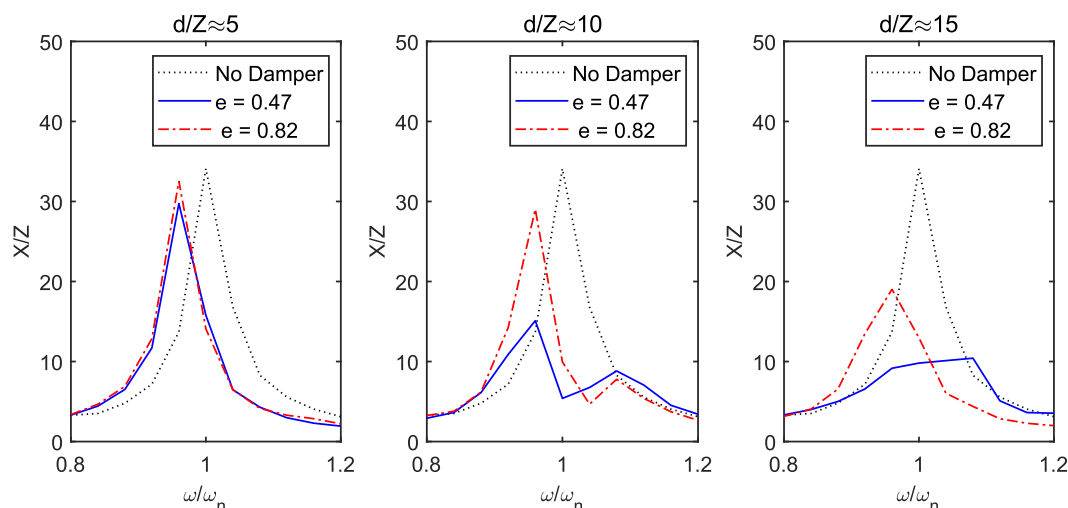 d/Z≈5
50
40
30
20
10
0
X/Z
0.8
1
1.2
ω/ωn
No Damper
e = 0.47
e = 0.82
d/Z≈10
50
40
30
20
10
0
X/Z
0.8
1
1.2
ω/ωn
No Damper
e = 0.47
e = 0.82
d/Z≈15
50
40
30
20
10
0
X/Z
0.8
1
1.2
ω/ωn
No Damper
e = 0.47
e = 0.82